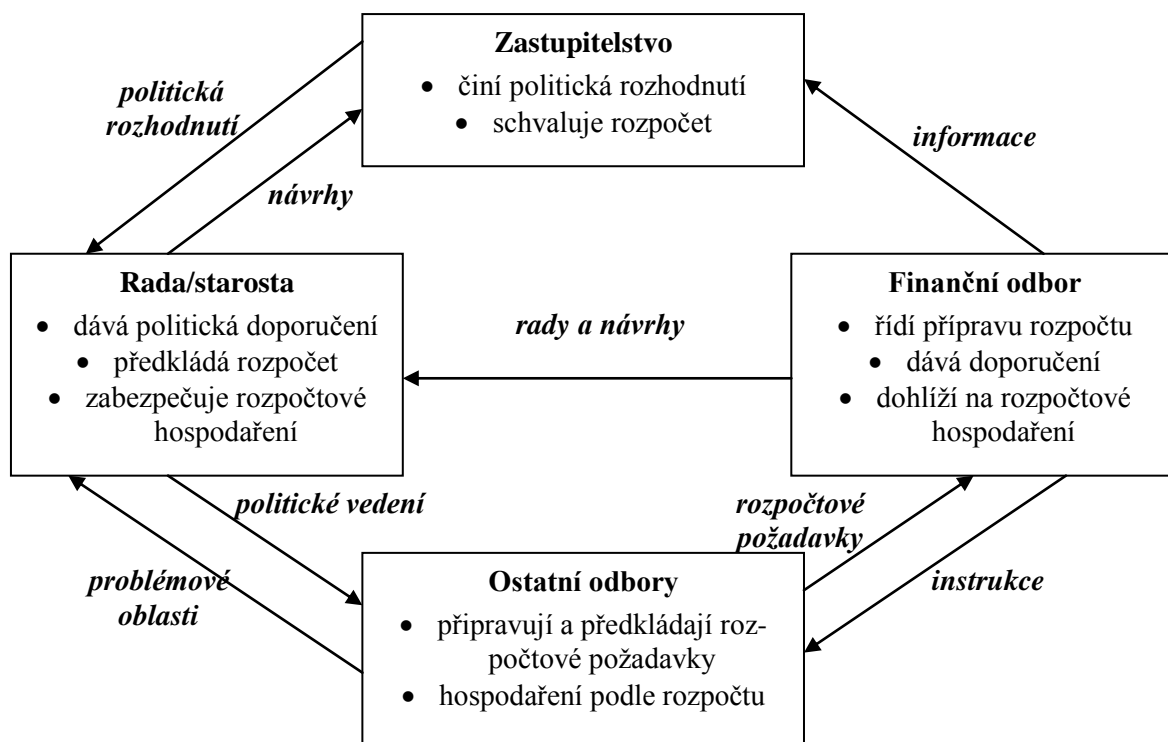 Zastupitelstvo
• činí politická rozhodnutí
• schvaluje rozpočet
politická
rozhodnutí
návrhy
informace
Rada/starosta
• dává politická doporučení
• předkládá rozpočet
• zabezpečuje rozpočtové
hospodaření
rady a návrhy
Finanční odbor
• řídí přípravu rozpočtu
• dává doporučení
• dohlíží na rozpočtové
hospodaření
politické vedení
problémové
oblasti
rozpočtové
požadavky
instrukce
Ostatní odbory
• připravují a předkládají roz-
počtové požadavky
• hospodaření podle rozpočtu